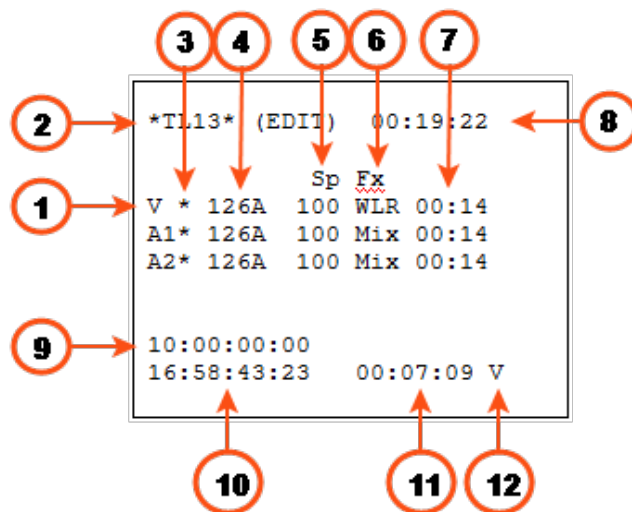 3 4 5 6 7
2 *TL13* (EDIT) 00:19:22 8
Sp Fx
1 V * 126A 100 WLR 00:14
A1* 126A 100 Mix 00:14
A2* 126A 100 Mix 00:14
9 10:00:00:00
16:58:43:23 00:07:09 V
10 11 12